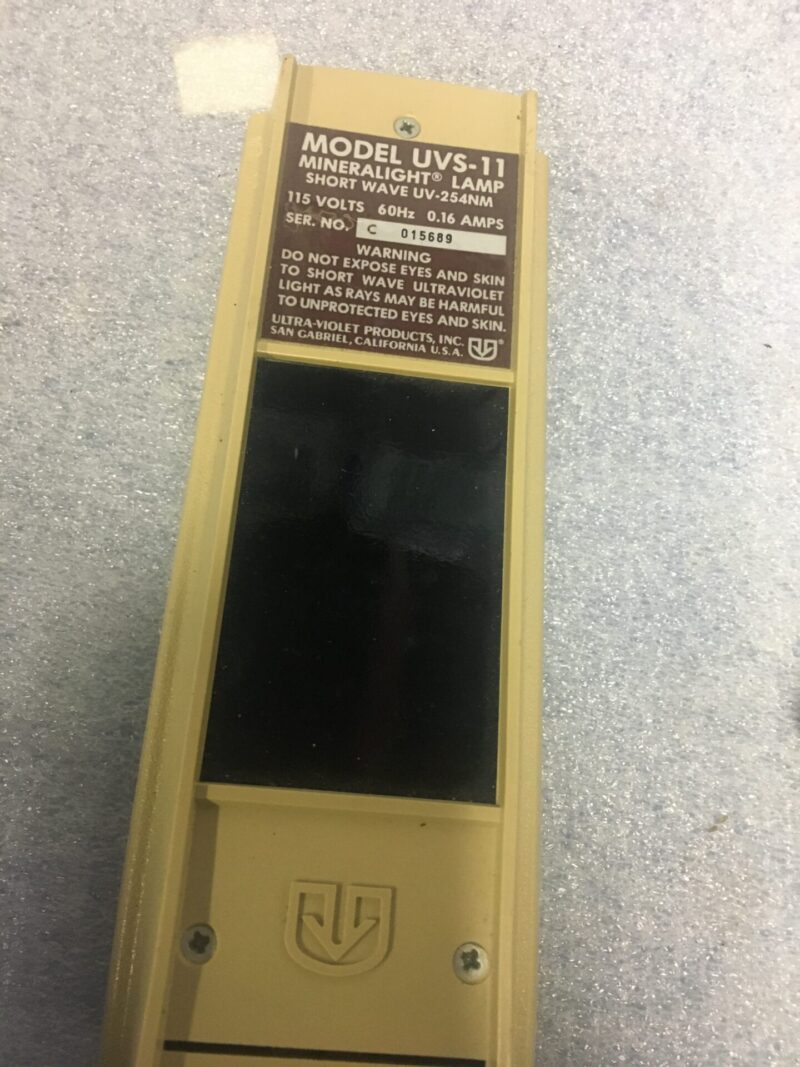 MODEL UVS-11
MINERALIGHT® LAMP
SHORT WAVE UV-254NM
115 VOLTS 60Hz 0.16 AMPS
SER. NO. C 015689
WARNING
DO NOT EXPOSE EYES AND SKIN
TO SHORT WAVE ULTRAVIOLET
LIGHT AS RAYS MAY BE HARMFUL
TO UNPROTECTED EYES AND SKIN.
ULTRA-VIOLET PRODUCTS, INC.
SAN GABRIEL, CALIFORNIA U.S.A. ®